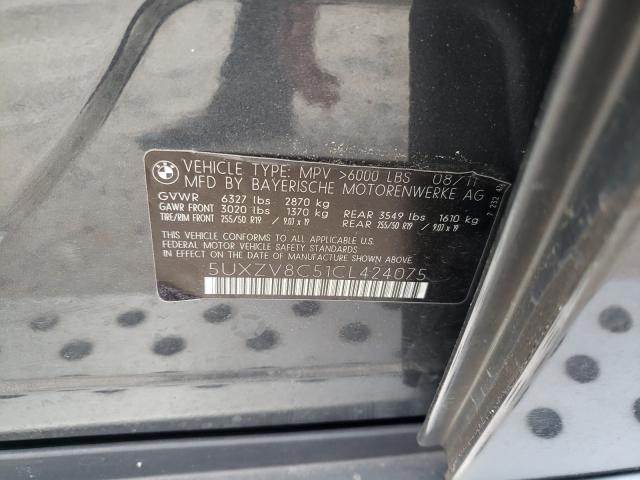 BMW
VEHICLE TYPE: MPV >6000 LBS 08/11
MFD BY BAYERISCHE MOTORENWERKE AG
GVWR 6327 lbs 2870 kg
GAWR FRONT 3020 lbs 1370 kg REAR 3549 lbs 1610 kg
TIRE/RIM FRONT 255/50 R19 // 9.0J x 19 REAR 255/50 R19 // 9.0J x 19
THIS VEHICLE CONFORMS TO ALL APPLICABLE U.S.
FEDERAL MOTOR VEHICLE SAFETY STANDARDS
IN EFFECT ON THE DATE OF MANUFACTURE SHOWN ABOVE.
5UXZV8C51CL424075